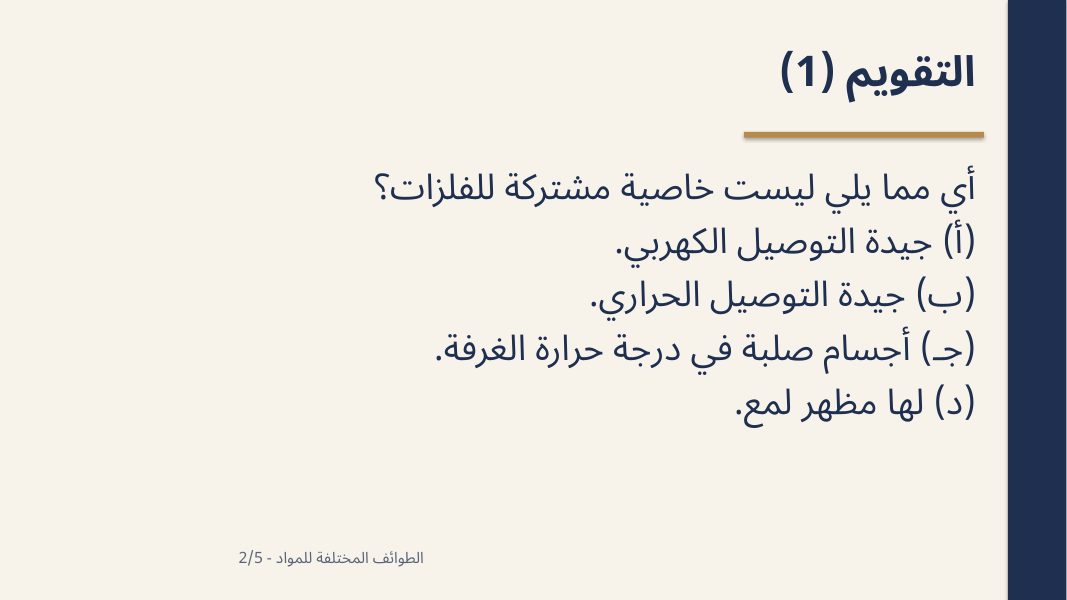 التقويم (1)
أي مما يلي ليست خاصية مشتركة للفلزات؟
(أ) جيدة التوصيل الكهربي.
(ب) جيدة التوصيل الحراري.
(جـ) أجسام صلبة في درجة حرارة الغرفة.
(د) لها مظهر لمع.
الطوائف المختلفة للمواد - 2/5